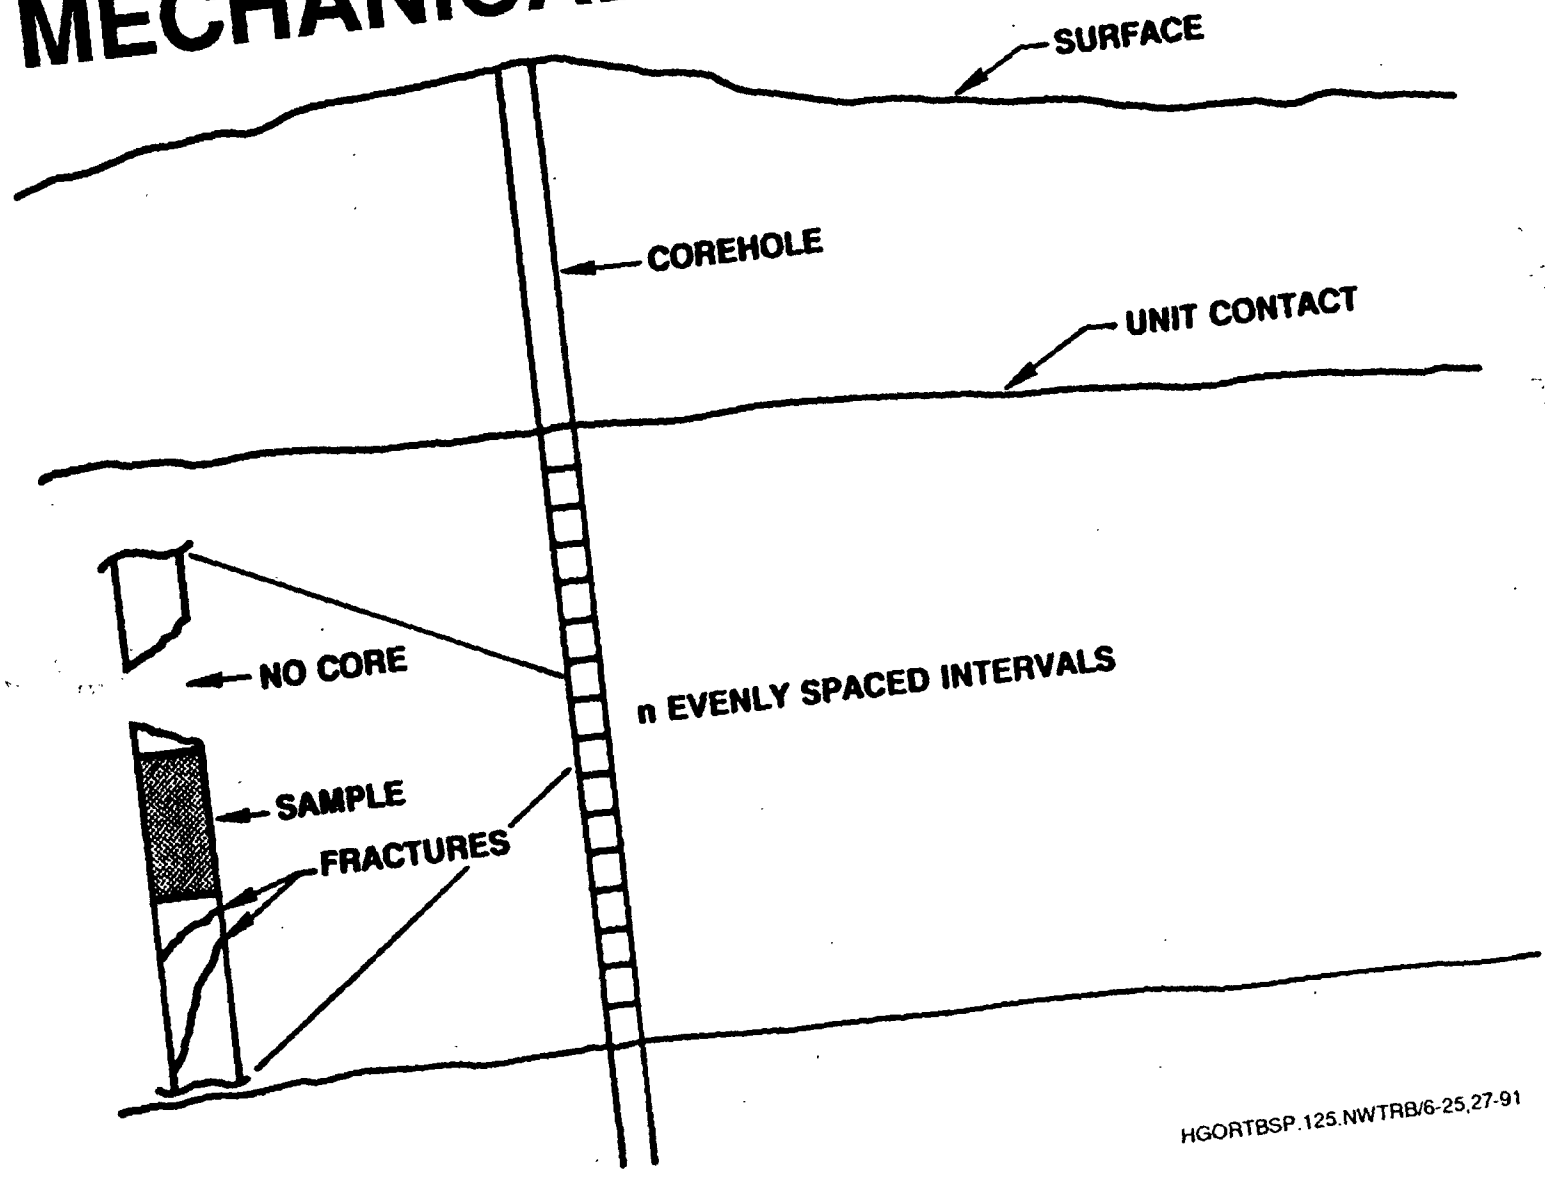 SURFACE
COREHOLE
UNIT CONTACT
NO CORE
n EVENLY SPACED INTERVALS
SAMPLE
FRACTURES
HGORTBSP.125.NWTRB/6-25,27-91